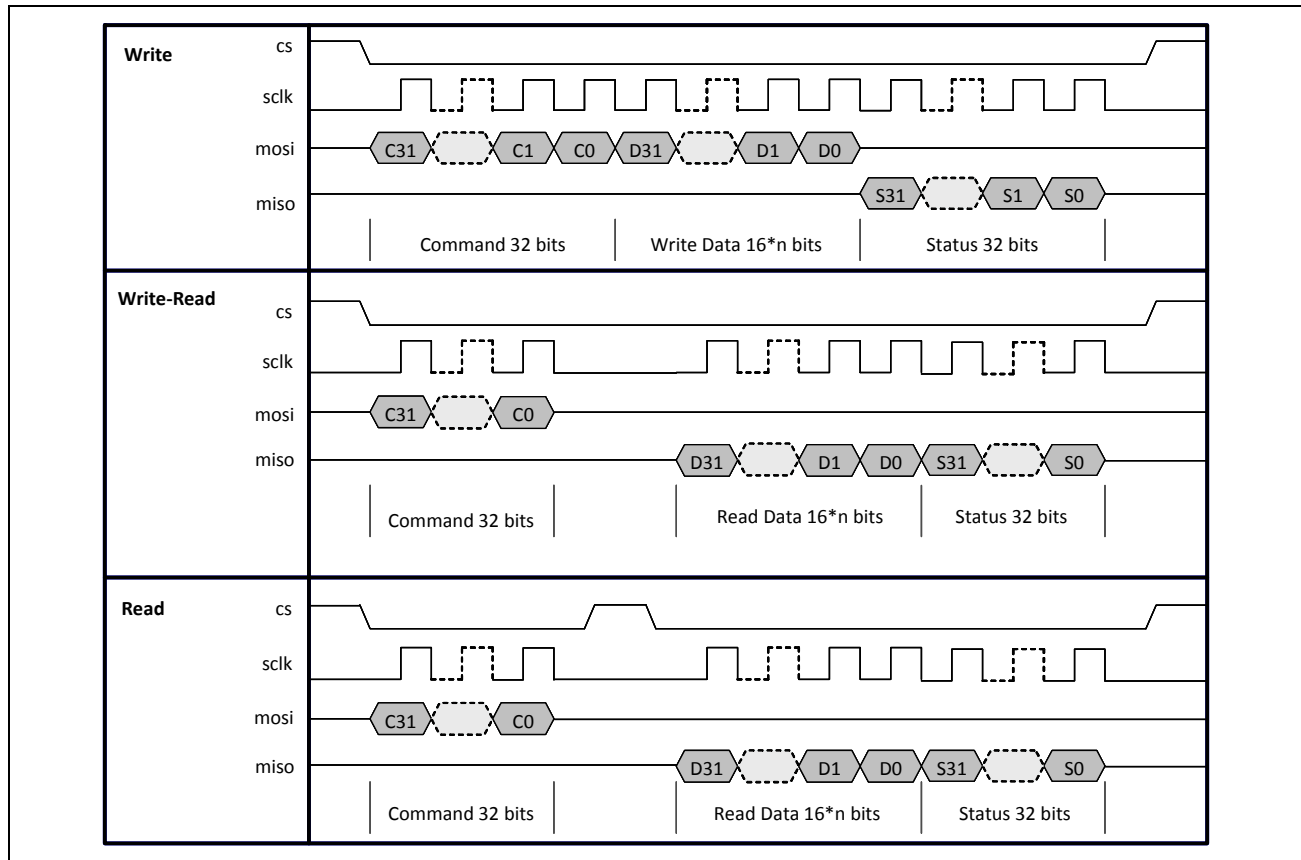 Write
cs
sclk
mosi C31 C1 C0 D31 D1 D0
miso S31 S1 S0
Command 32 bits Write Data 16*n bits Status 32 bits
Write-Read
cs
sclk
mosi C31 C0
miso D31 D1 D0 S31 S0
Command 32 bits Read Data 16*n bits Status 32 bits
Read cs
sclk
mosi C31 C0
miso D31 D1 D0 S31 S0
Command 32 bits Read Data 16*n bits Status 32 bits